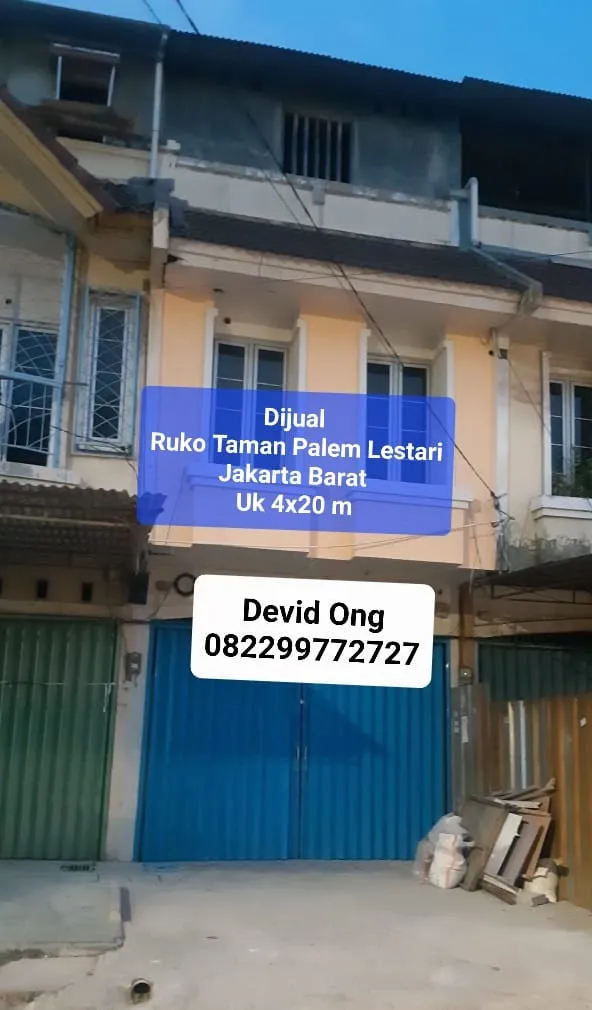 Dijual
Ruko Taman Palem Lestari
Jakarta Barat
Uk 4x20 m
Devid Ong
082299772727